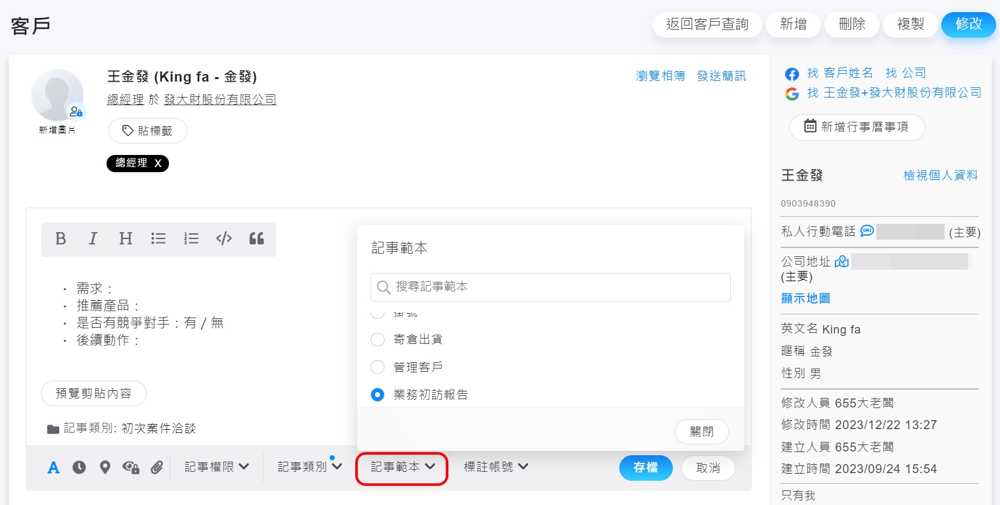 客戶
返回客戶查詢 新增 刪除 複製 修改
王金發 (King fa - 金發)
總經理 於 發大財股份有限公司
瀏覽相簿 發送簡訊
新增圖片
貼標籤
總經理 X
B I H
需求：
推薦產品：
是否有競爭對手：有 / 無
後續動作：
預覽剪貼內容
記事類別: 初次案件洽談
記事範本
搜尋記事範本
掛號
寄倉出貨
管理客戶
業務初訪報告
關閉
A 記事權限 記事類別 記事範本 標註帳號 存檔 取消
找 客戶姓名 找 公司
找 王金發+發大財股份有限公司
新增行事曆事項
王金發 檢視個人資料
0903948390
私人行動電話 SMS (主要)
公司地址
(主要)
顯示地圖
英文名 King fa
暱稱 金發
性別 男
修改人員 655大老闆
修改時間 2023/12/22 13:27
建立人員 655大老闆
建立時間 2023/09/24 15:54
只有我